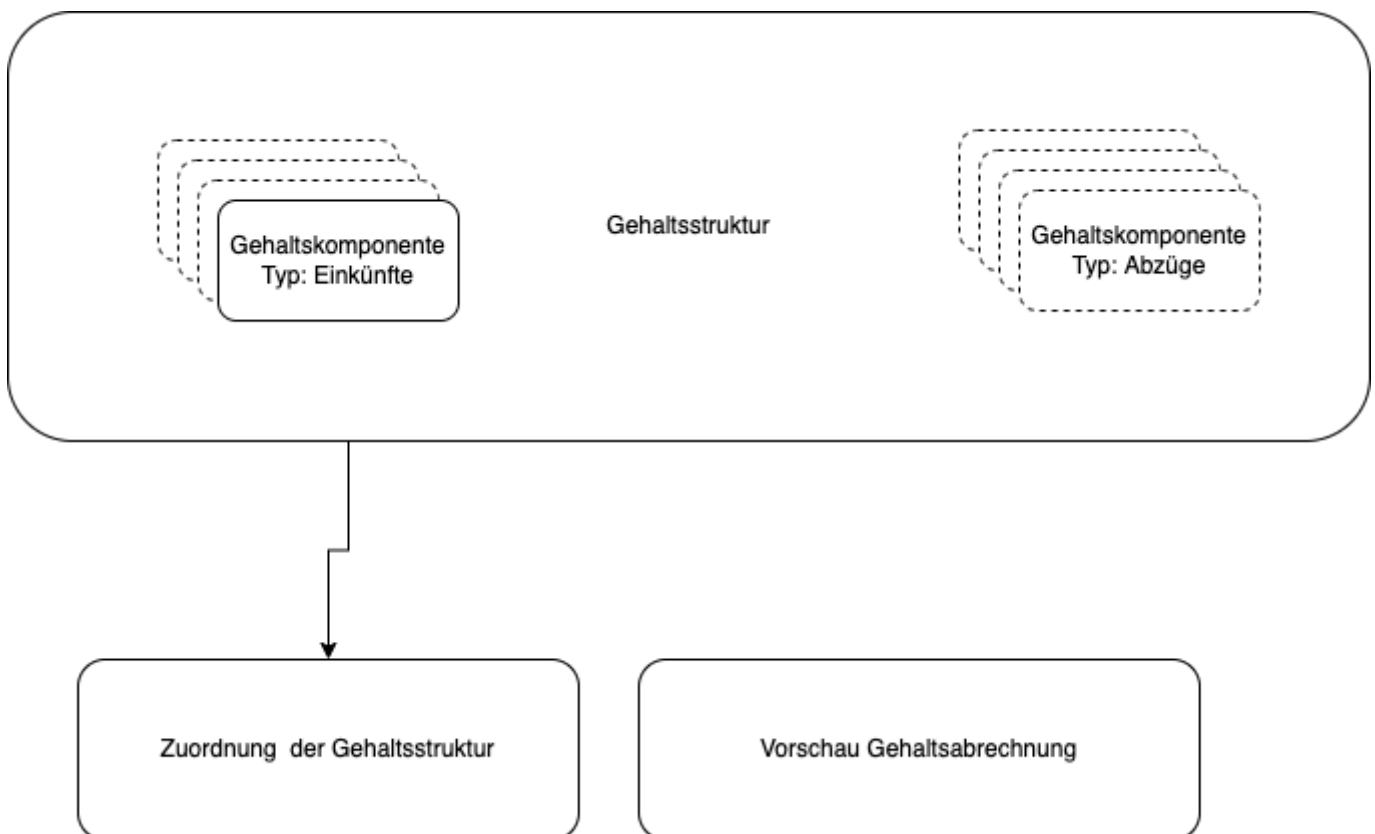 Gehaltskomponente
Typ: Einkünfte
Gehaltsstruktur
Gehaltskomponente
Typ: Abzüge
Zuordnung  der Gehaltsstruktur
Vorschau Gehaltsabrechnung